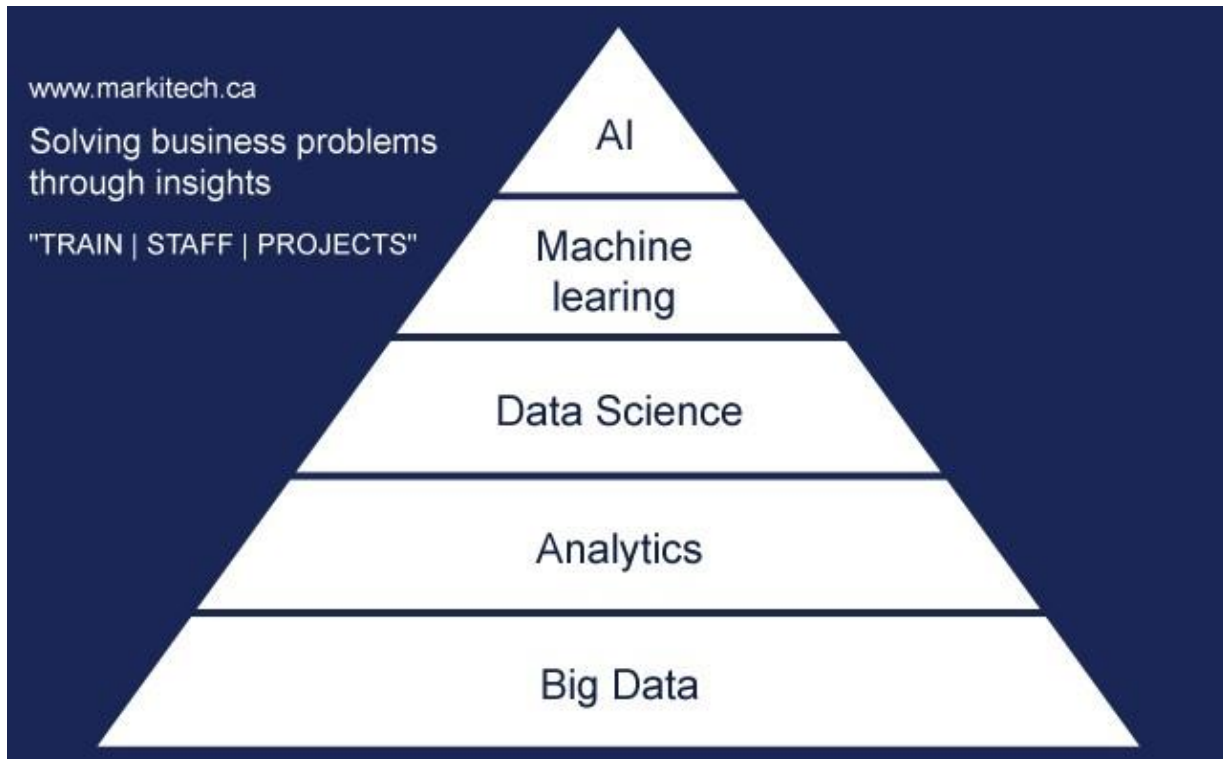 www.markitech.ca
Solving business problems
through insights
"TRAIN | STAFF | PROJECTS"
AI
Machine
learing
Data Science
Analytics
Big Data